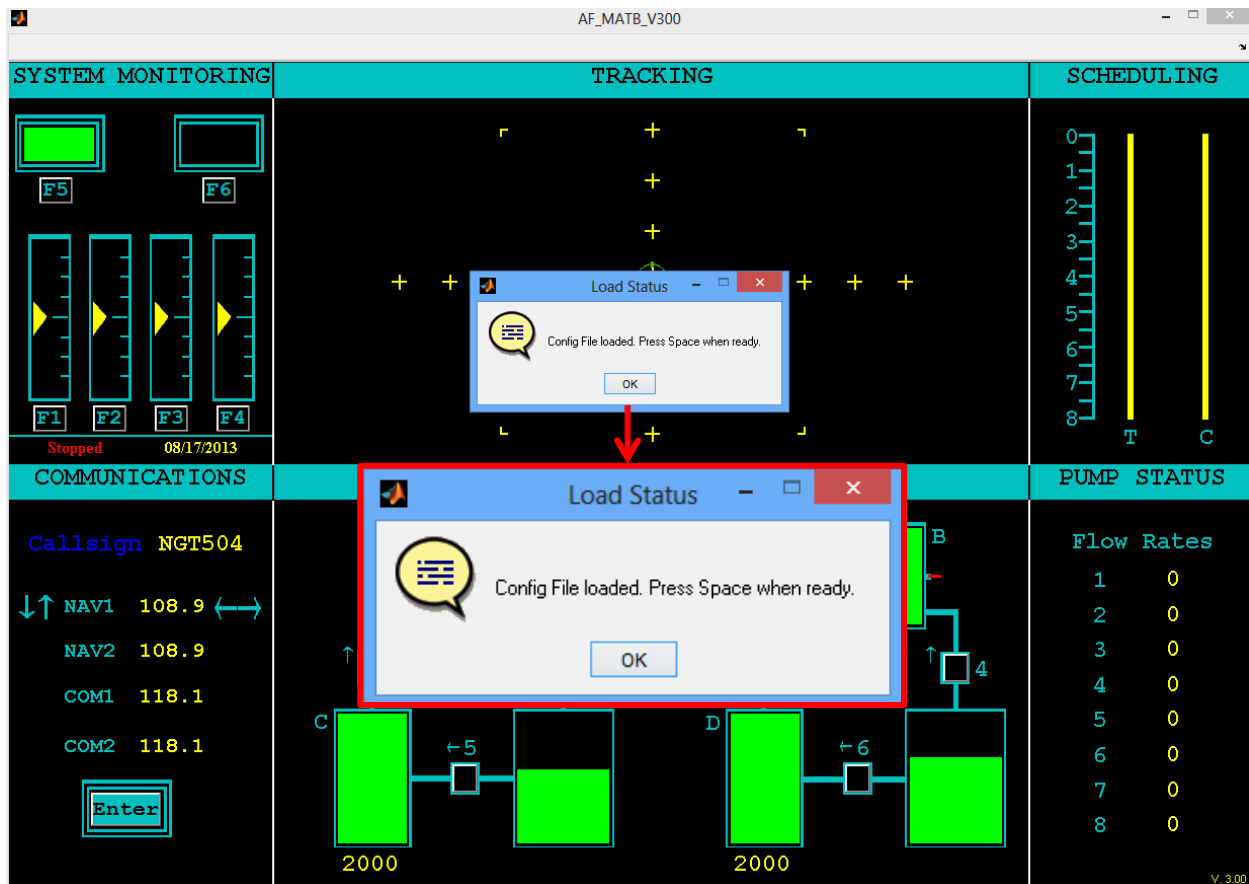 AF_MATB_V300
SYSTEM MONITORING
TRACKING
SCHEDULING
F5
F6
F1 F2 F3 F4
Stopped 08/17/2013
Load Status
Config File loaded. Press Space when ready.
OK
0
1
2
3
4
5
6
7
8
T C
COMMUNICATIONS
Callsign NGT504
NAV1 108.9
NAV2 108.9
COM1 118.1
COM2 118.1
Enter
Load Status
Config File loaded. Press Space when ready.
OK
B
4
C
←5
2000
D
←6
2000
PUMP STATUS
Flow Rates
1 0
2 0
3 0
4 0
5 0
6 0
7 0
8 0
V. 3.00